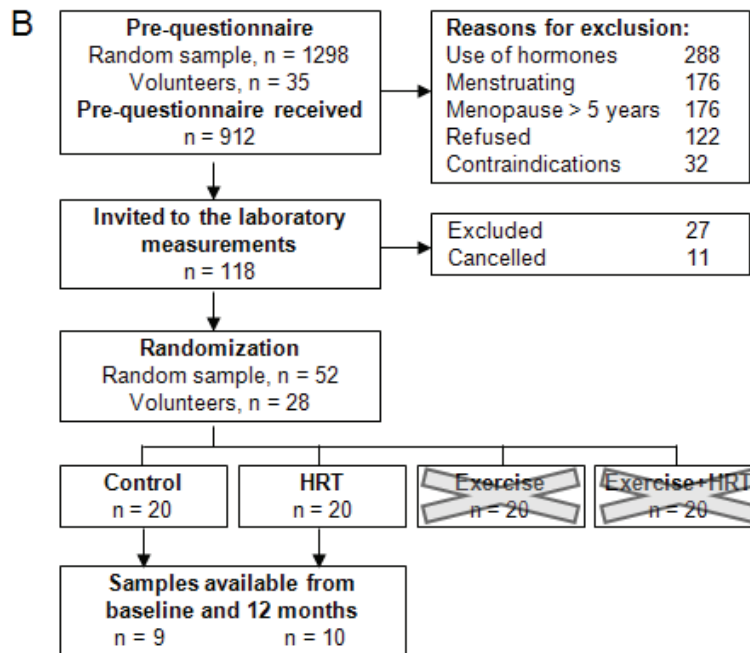 B
Pre-questionnaire
Random sample, n = 1298
Volunteers, n = 35
Pre-questionnaire received
n = 912
Reasons for exclusion:
Use of hormones 288
Menstruating 176
Menopause > 5 years 176
Refused 122
Contraindications 32
Invited to the laboratory
measurements
n = 118
Excluded 27
Cancelled 11
Randomization
Random sample, n = 52
Volunteers, n = 28
Control
n = 20
HRT
n = 20
Exercise
n = 20
Exercise+HRT
n = 20
Samples available from
baseline and 12 months
n = 9 n = 10